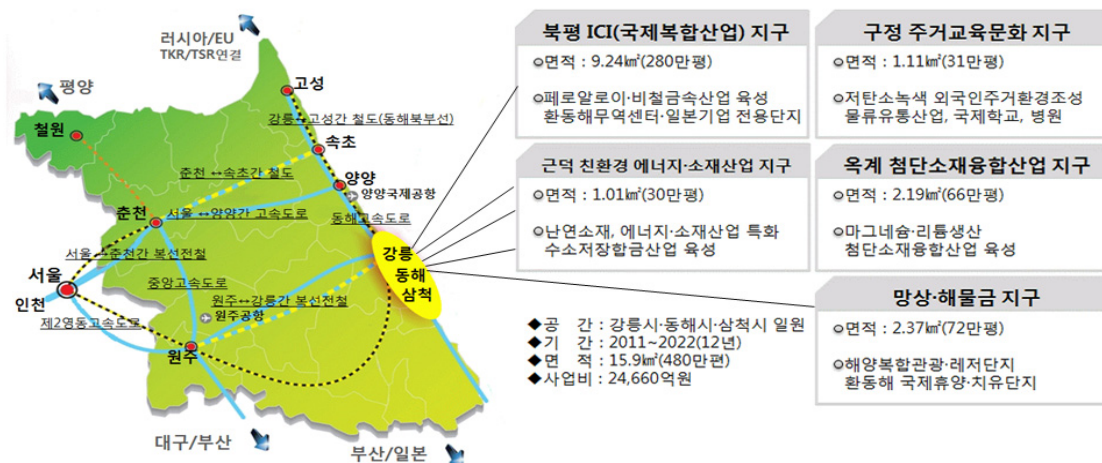 러시아/EU
TKR/TSR연결
평양
고성
철원
강릉↔고성간 철도(동해북부선)
속초
춘천 ↔속초간 철도
양양
양양국제공항
춘천
서울 ↔양양간 고속도로
동해고속도로
서울↔춘천간 복선전철
강릉
동해
삼척
서울
중앙고속도로
인천
원주↔강릉간 복선전철
원주공항
제2영동고속도로
원주
대구/부산
부산/일본
북평 ICI(국제복합산업) 지구
면적 : 9.24㎢(280만평)
페로알로이·비철금속산업 육성
환동해무역센터·일본기업 전용단지
구정 주거교육문화 지구
면적 : 1.11㎢(31만평)
저탄소녹색 외국인주거환경조성
물류유통산업, 국제학교, 병원
근덕 친환경 에너지·소재산업 지구
면적 : 1.01㎢(30만평)
난연소재, 에너지·소재산업 특화
수소저장합금산업 육성
옥계 첨단소재융합산업 지구
면적 : 2.19㎢(66만평)
마그네슘·리튬생산
첨단소재융합산업 육성
망상·해물금 지구
면적 : 2.37㎢(72만평)
해양복합관광·레저단지
환동해 국제휴양·치유단지
◆공 간 : 강릉시·동해시·삼척시 일원
◆기 간 : 2011~2022(12년)
◆면 적 : 15.9㎢(480만편)
◆사업비 : 24,660억원